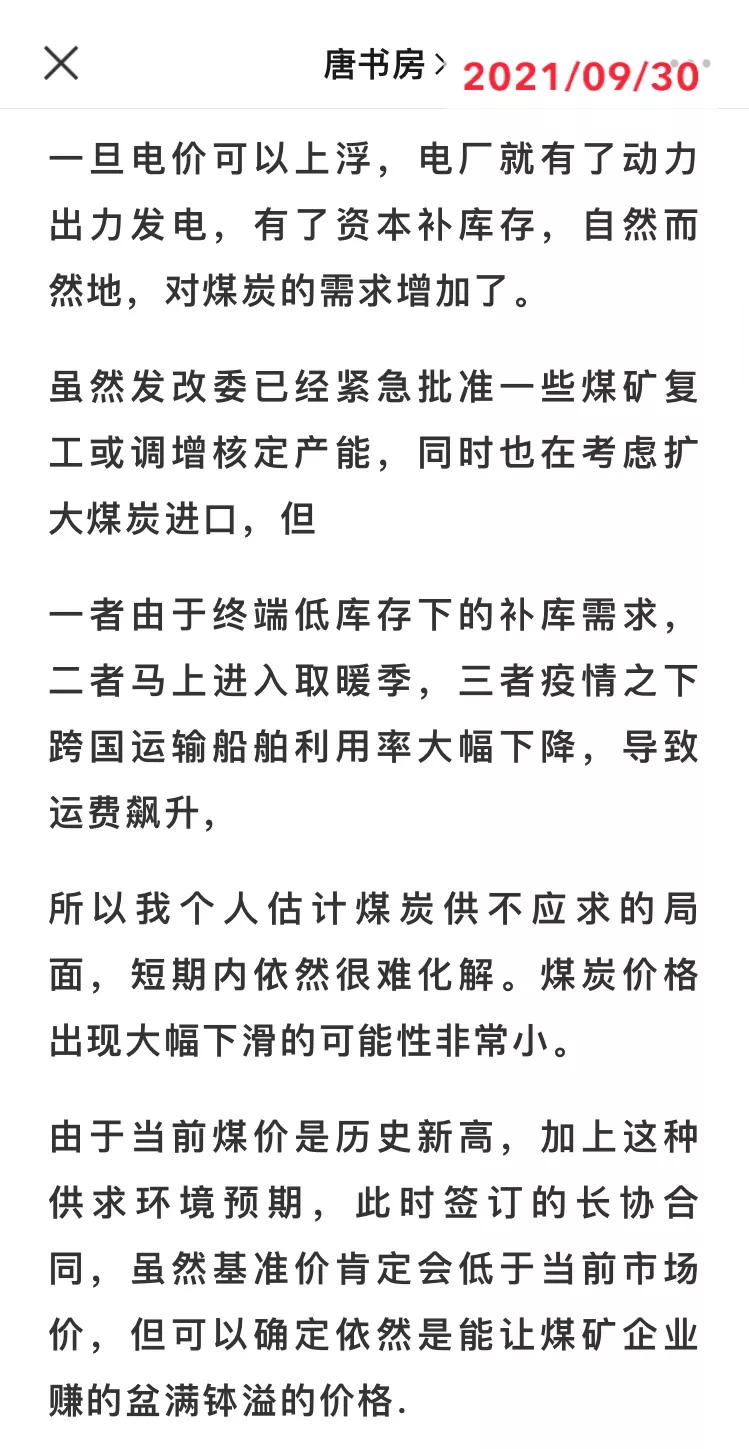 唐书房
2021/09/30
一旦电价可以上浮，电厂就有了动力
出力发电，有了资本补库存，自然而
然地，对煤炭的需求增加了。
虽然发改委已经紧急批准一些煤矿复
工或调增核定产能，同时也在考虑扩
大煤炭进口，但
一者由于终端低库存下的补库需求，
二者马上进入取暖季，三者疫情之下
跨国运输船舶利用率大幅下降，导致
运费飙升，
所以我个人估计煤炭供不应求的局
面，短期内依然很难化解。煤炭价格
出现大幅下滑的可能性非常小。
由于当前煤价是历史新高，加上这种
供求环境预期，此时签订的长协合
同，虽然基准价肯定会低于当前市场
价，但可以确定依然是能让煤矿企业
赚的盆满钵溢的价格.